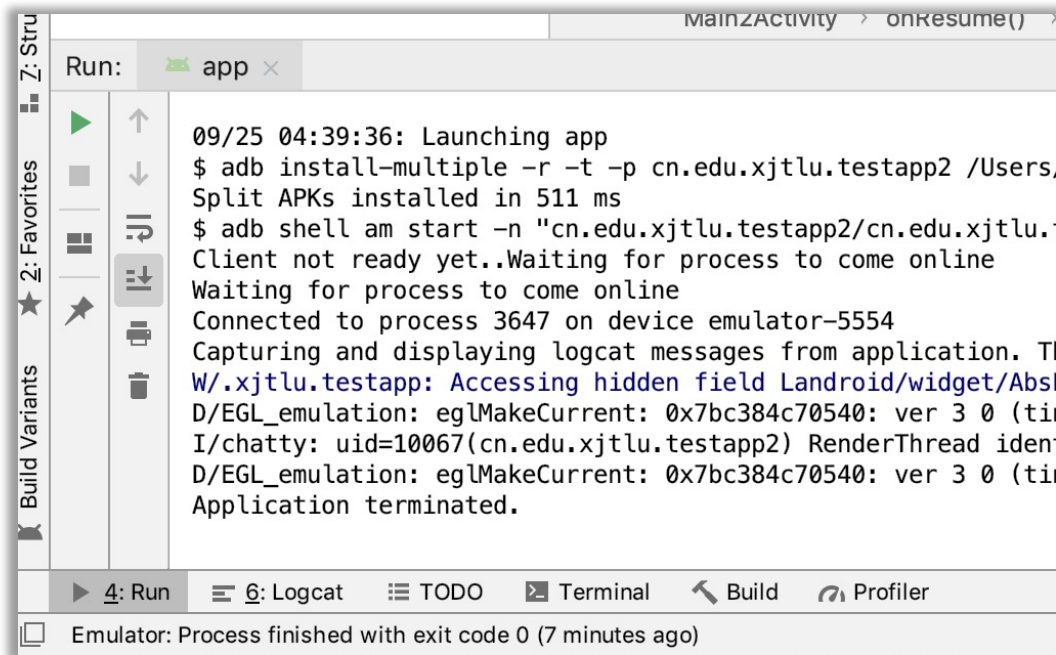 Main2Activity › onResume()
Z: Stru
Run: app
09/25 04:39:36: Launching app
$ adb install-multiple -r -t -p cn.edu.xjtlu.testapp2 /Users/
Split APKs installed in 511 ms
$ adb shell am start -n "cn.edu.xjtlu.testapp2/cn.edu.xjtlu.
Client not ready yet..Waiting for process to come online
Waiting for process to come online
Connected to process 3647 on device emulator-5554
Capturing and displaying logcat messages from application. Th
W/.xjtlu.testapp: Accessing hidden field Landroid/widget/Abs
D/EGL_emulation: eglMakeCurrent: 0x7bc384c70540: ver 3 0 (ti
I/chatty: uid=10067(cn.edu.xjtlu.testapp2) RenderThread iden
D/EGL_emulation: eglMakeCurrent: 0x7bc384c70540: ver 3 0 (ti
Application terminated.
2: Favorites
Build Variants
4: Run 6: Logcat TODO Terminal Build Profiler
Emulator: Process finished with exit code 0 (7 minutes ago)